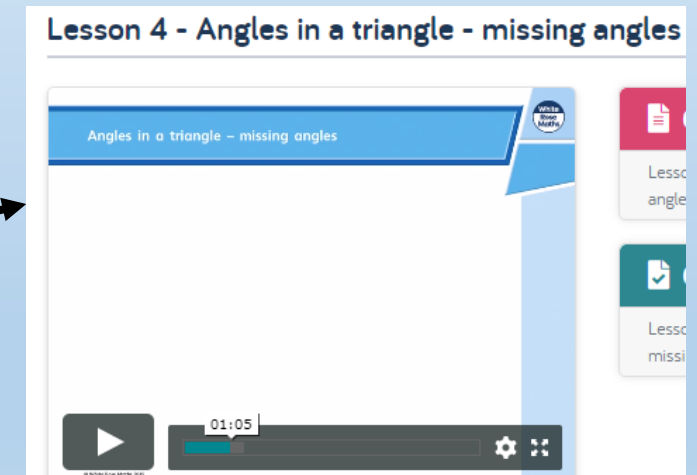 Lesson 4 - Angles in a triangle - missing angles
White
Rose
Maths
Angles in a triangle – missing angles
Lesso
angle
Lesso
missi
01:05